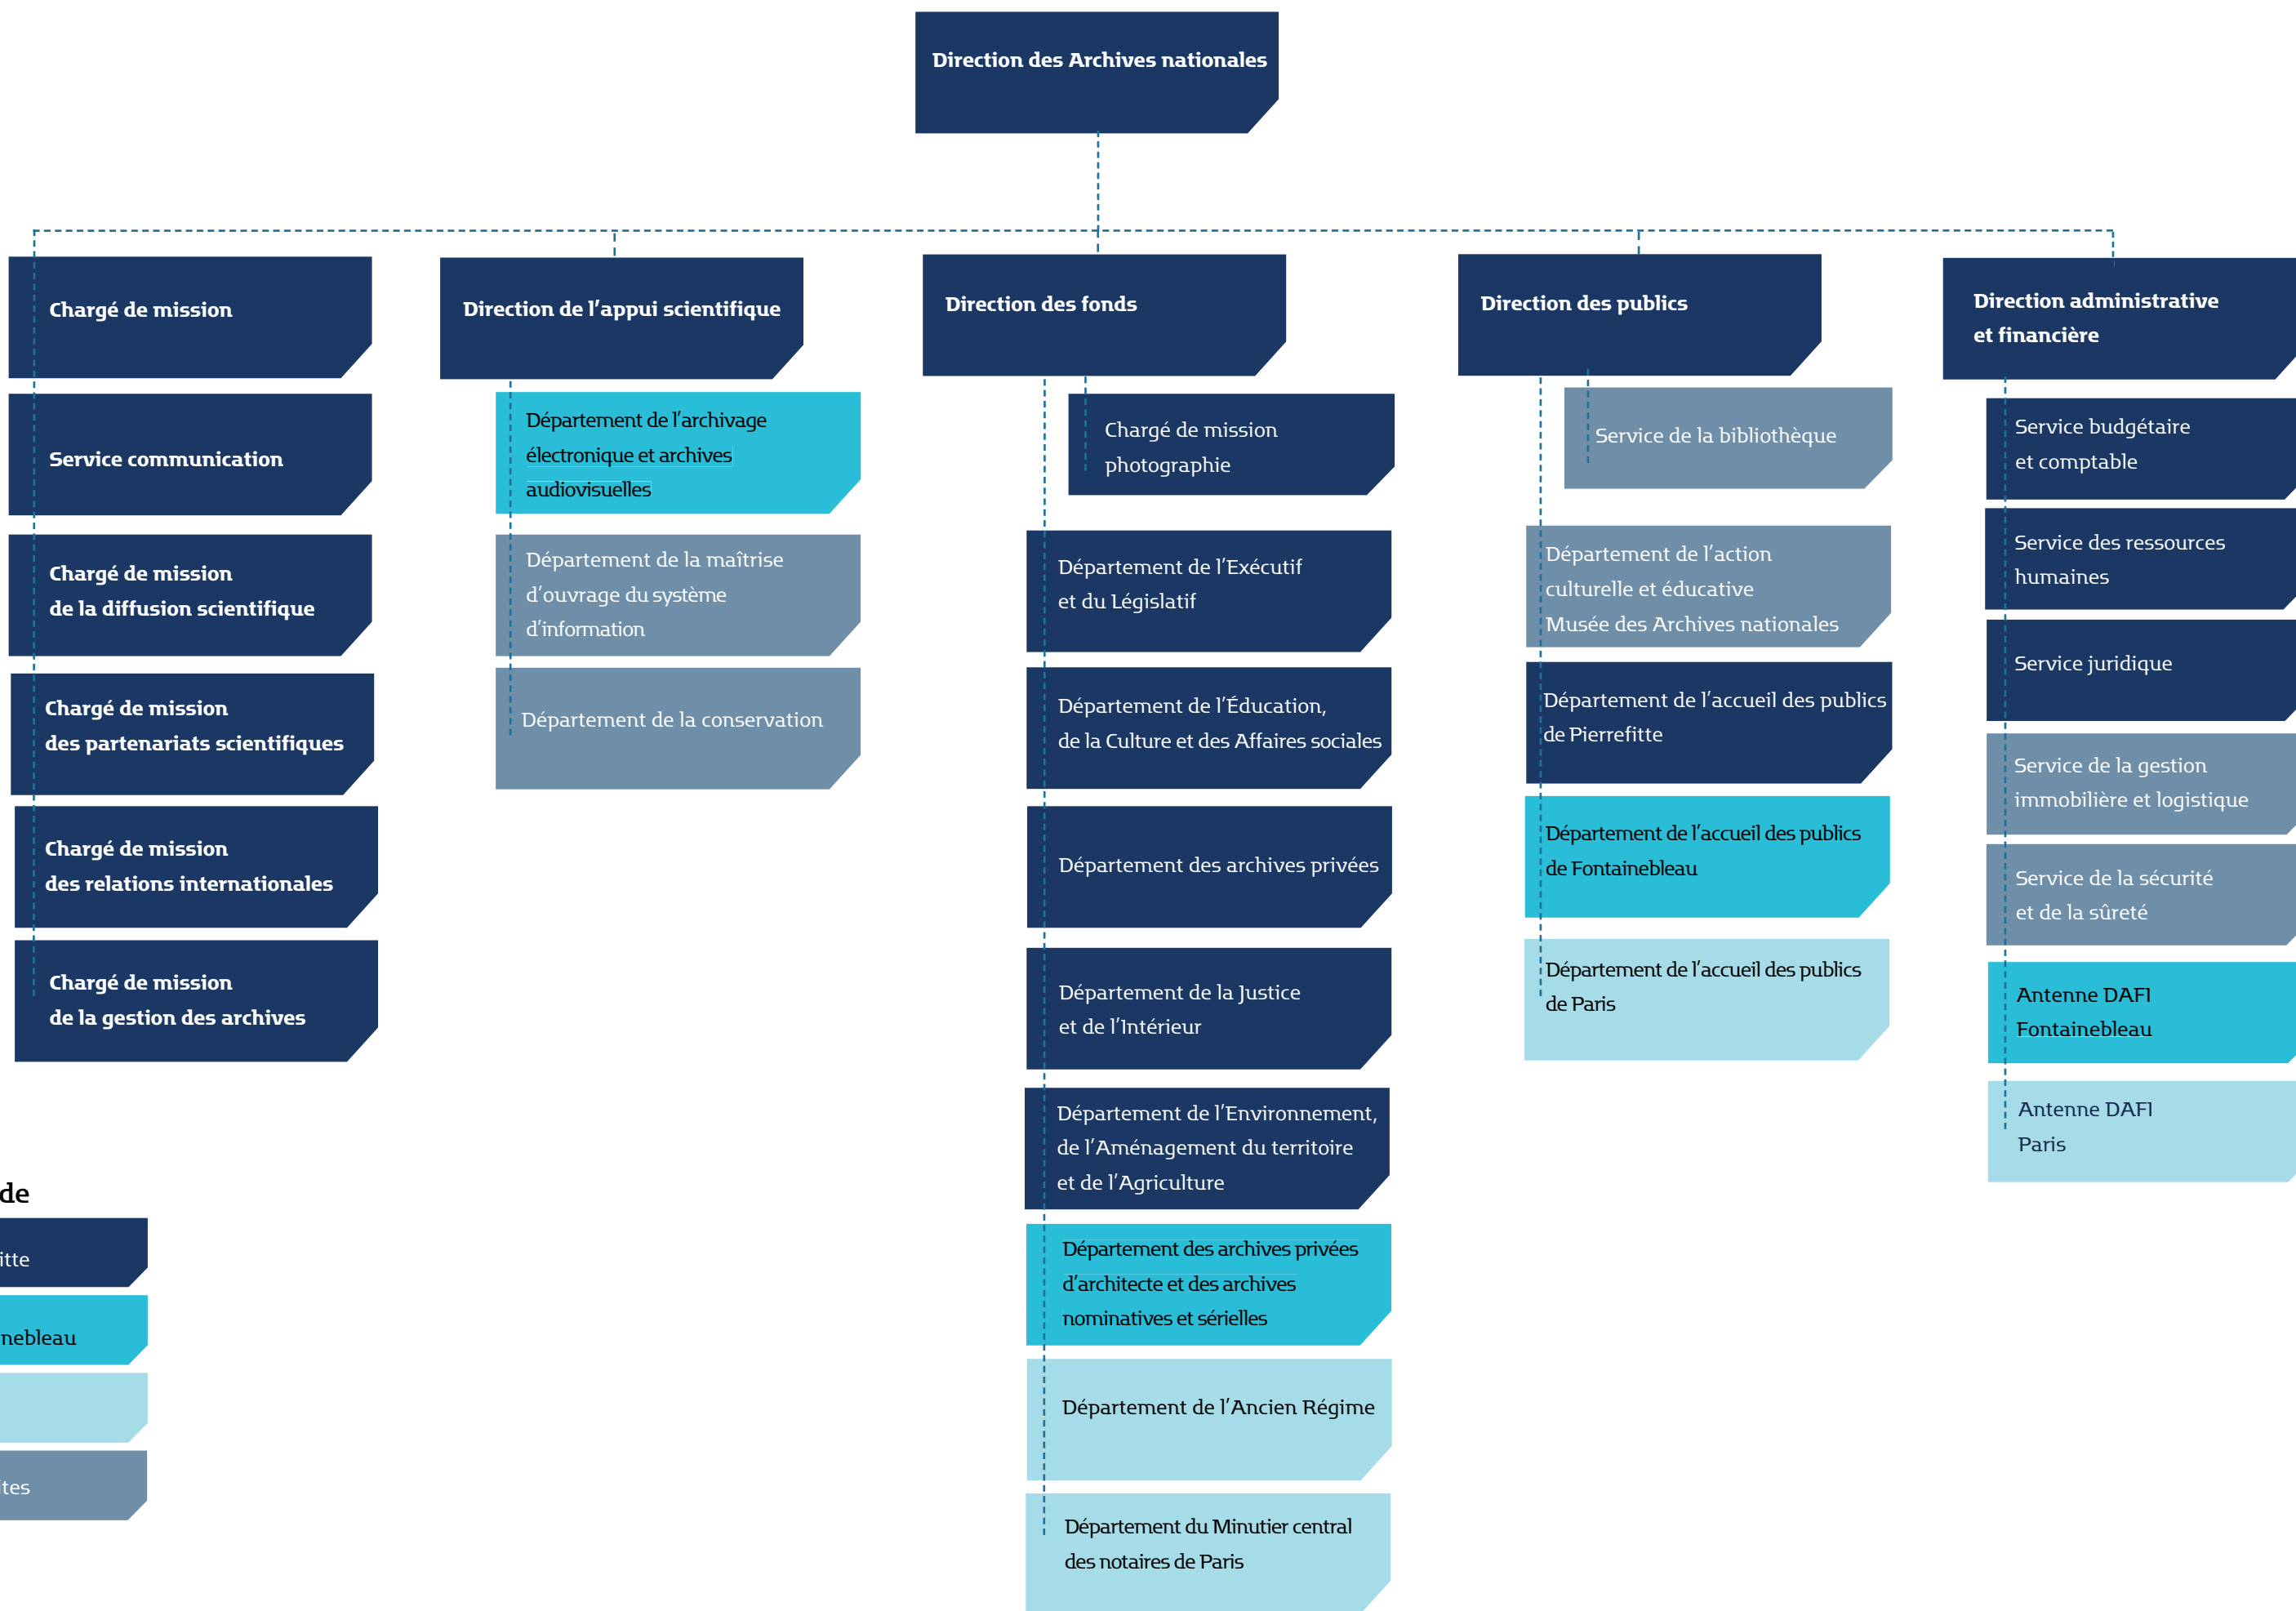 Direction des Archives nationales
Chargé de mission
Service communication
Chargé de mission
de la diffusion scientifique
Chargé de mission
des partenariats scientifiques
Chargé de mission
des relations internationales
Chargé de mission
de la gestion des archives
Direction de l'appui scientifique
Département de l'archivage
électronique et archives
audiovisuelles
Département de la maîtrise
d'ouvrage du système
d'information
Département de la conservation
Direction des fonds
Chargé de mission
photographie
Département de l'Exécutif
et du Législatif
Département de l'Éducation,
de la Culture et des Affaires sociales
Département des archives privées
Département de la Justice
et de l'Intérieur
Département de l'Environnement,
de l'Aménagement du territoire
et de l'Agriculture
Département des archives privées
d'architecte et des archives
nominatives et sérielles
Département de l'Ancien Régime
Département du Minutier central
des notaires de Paris
Direction des publics
Service de la bibliothèque
Département de l'action
culturelle et éducative
Musée des Archives nationales
Département de l'accueil des publics
de Pierrefitte
Département de l'accueil des publics
de Fontainebleau
Département de l'accueil des publics
de Paris
Direction administrative
et financière
Service budgétaire
et comptable
Service des ressources
humaines
Service juridique
Service de la gestion
immobilière et logistique
Service de la sécurité
et de la sûreté
Antenne DAFI
Fontainebleau
Antenne DAFI
Paris
de
itte
nebleau
tes